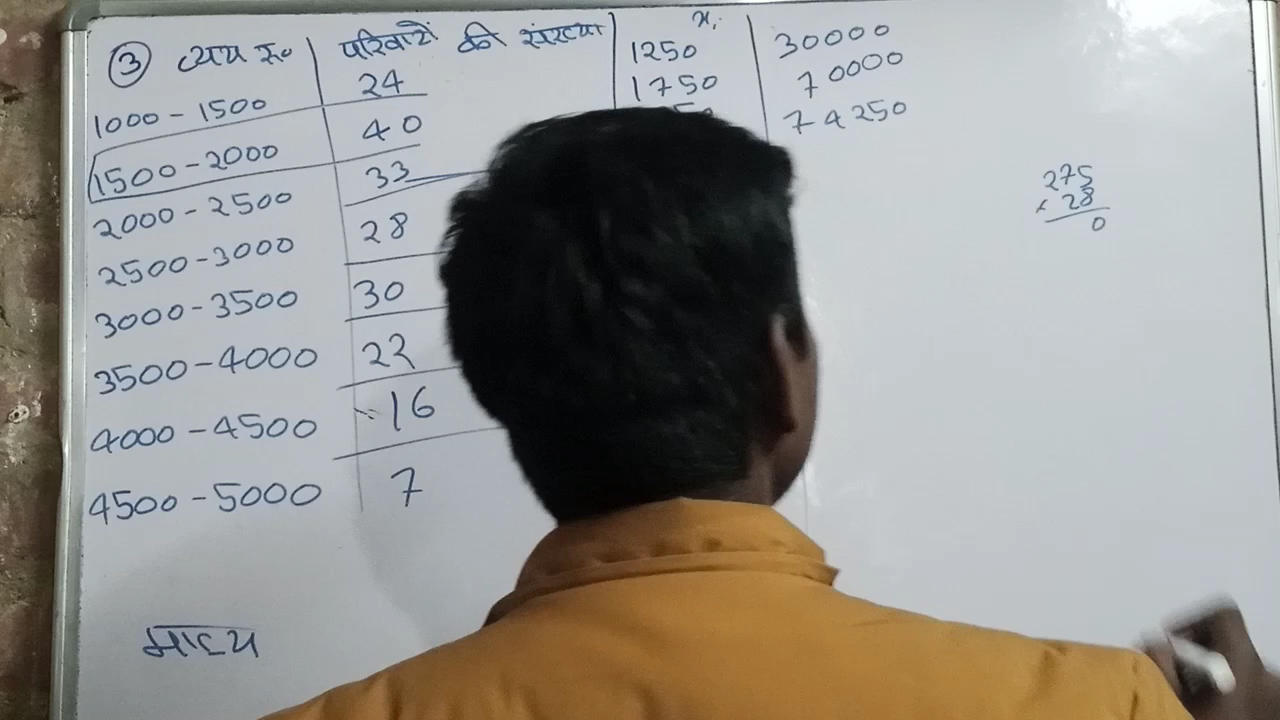 ③ व्यय रु० परिवारों की संख्या xᵢ
1000 - 1500 24 1250 30000
1500 - 2000 40 1750 70000
2000 - 2500 33 74250
2500 - 3000 28
3000 - 3500 30
3500 - 4000 22
4000 - 4500 16
4500 - 5000 7
275
× 28
0
माध्य